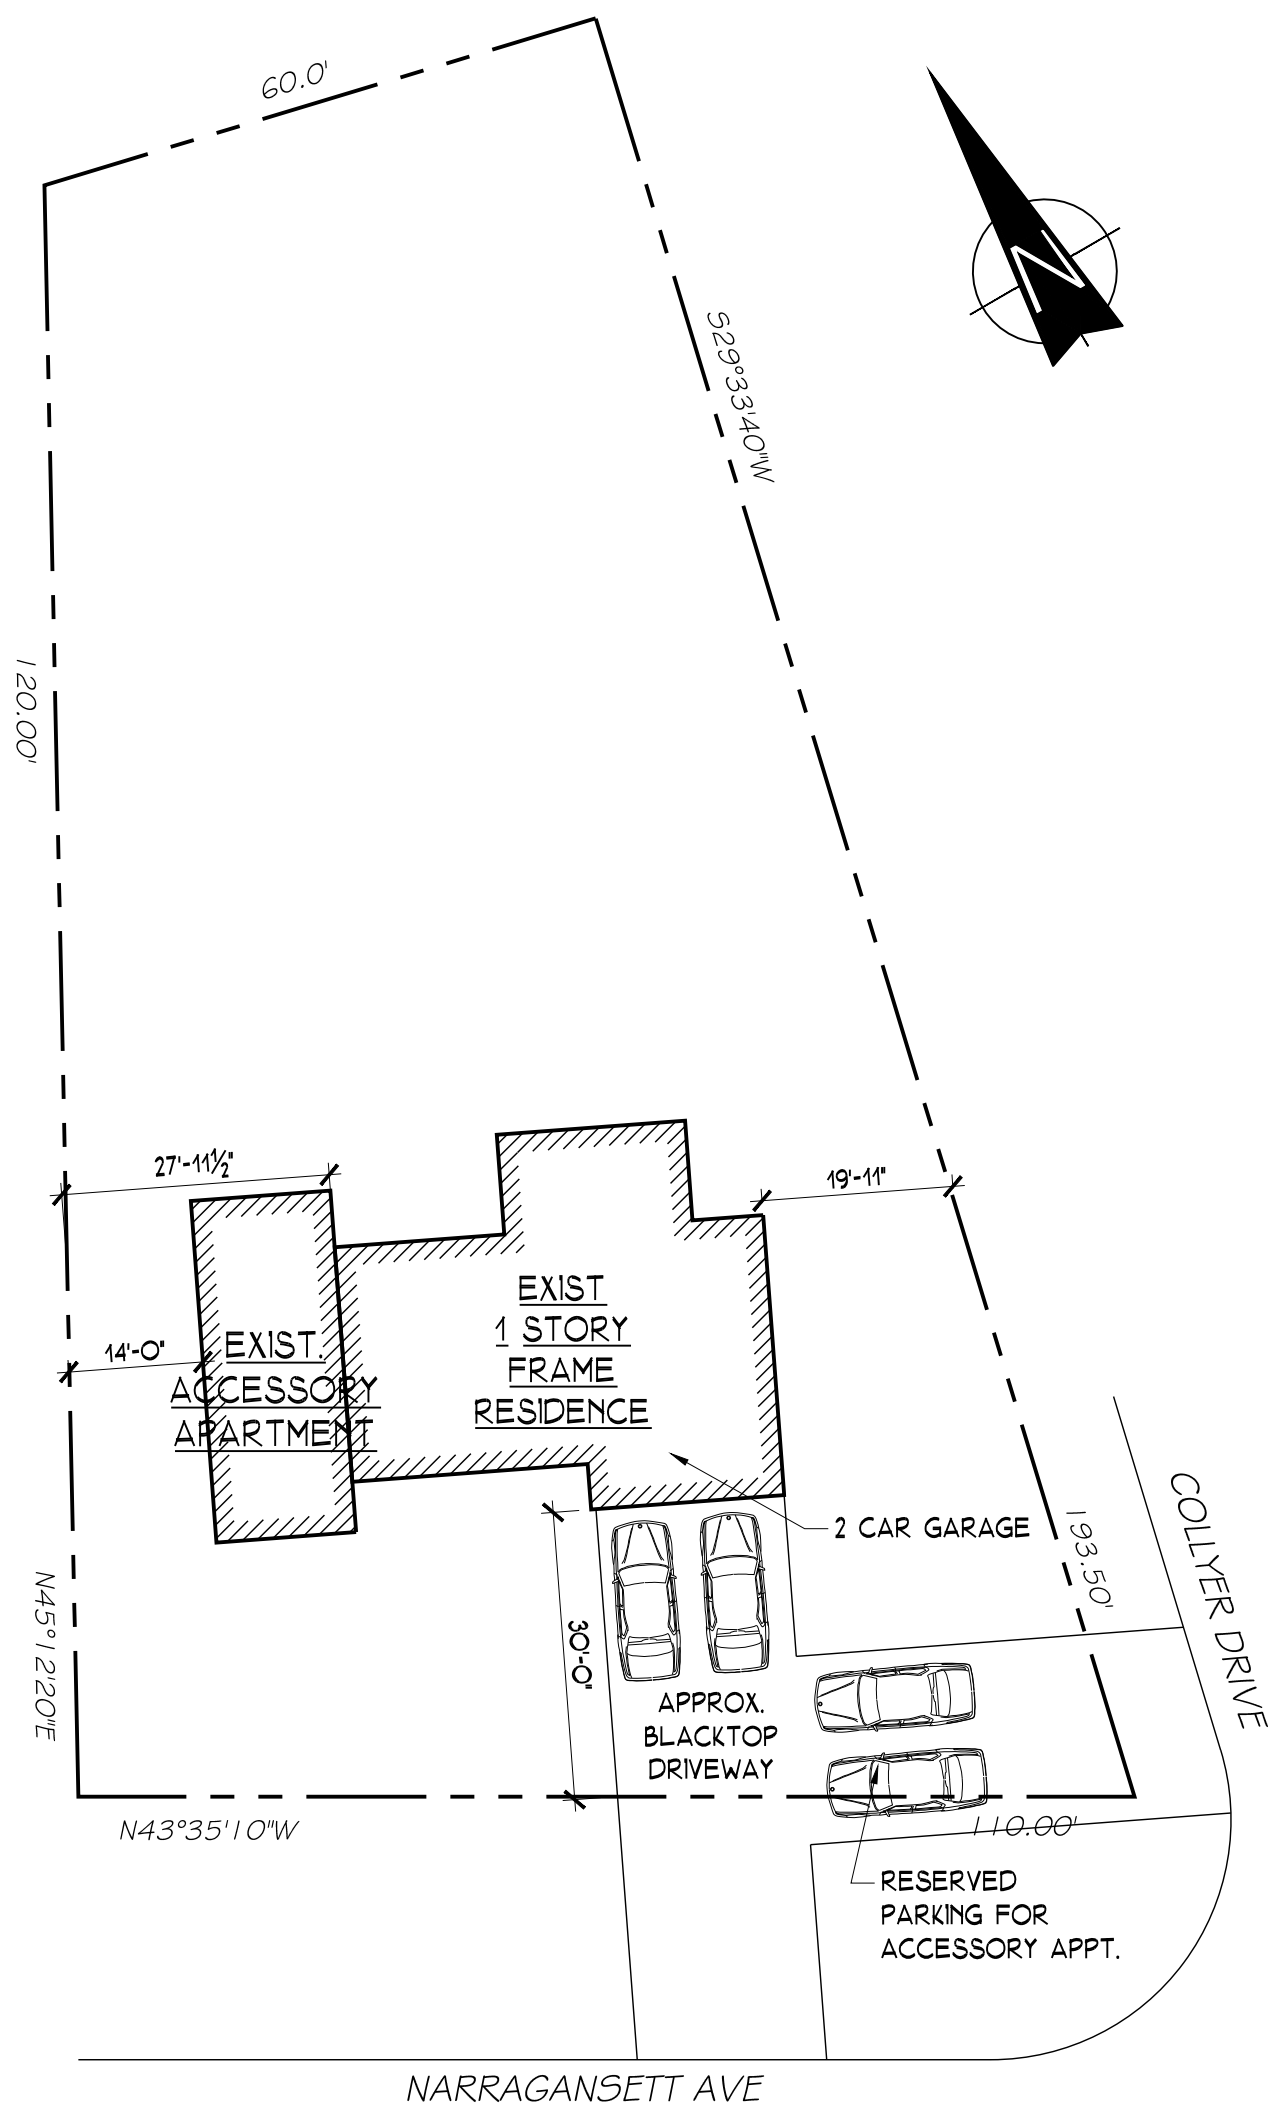 60.0'
N
S29°33'40"W
120.00'
27'-11½"
19'-11"
EXIST
1 STORY
FRAME
RESIDENCE
14'-0"
EXIST.
ACCESSORY
APARTMENT
2 CAR GARAGE
193.50'
COLLYER DRIVE
N45°12'20"E
30'-0"
APPROX.
BLACKTOP
DRIVEWAY
N43°35'10"W
110.00'
RESERVED
PARKING FOR
ACCESSORY APPT.
NARRAGANSETT AVE